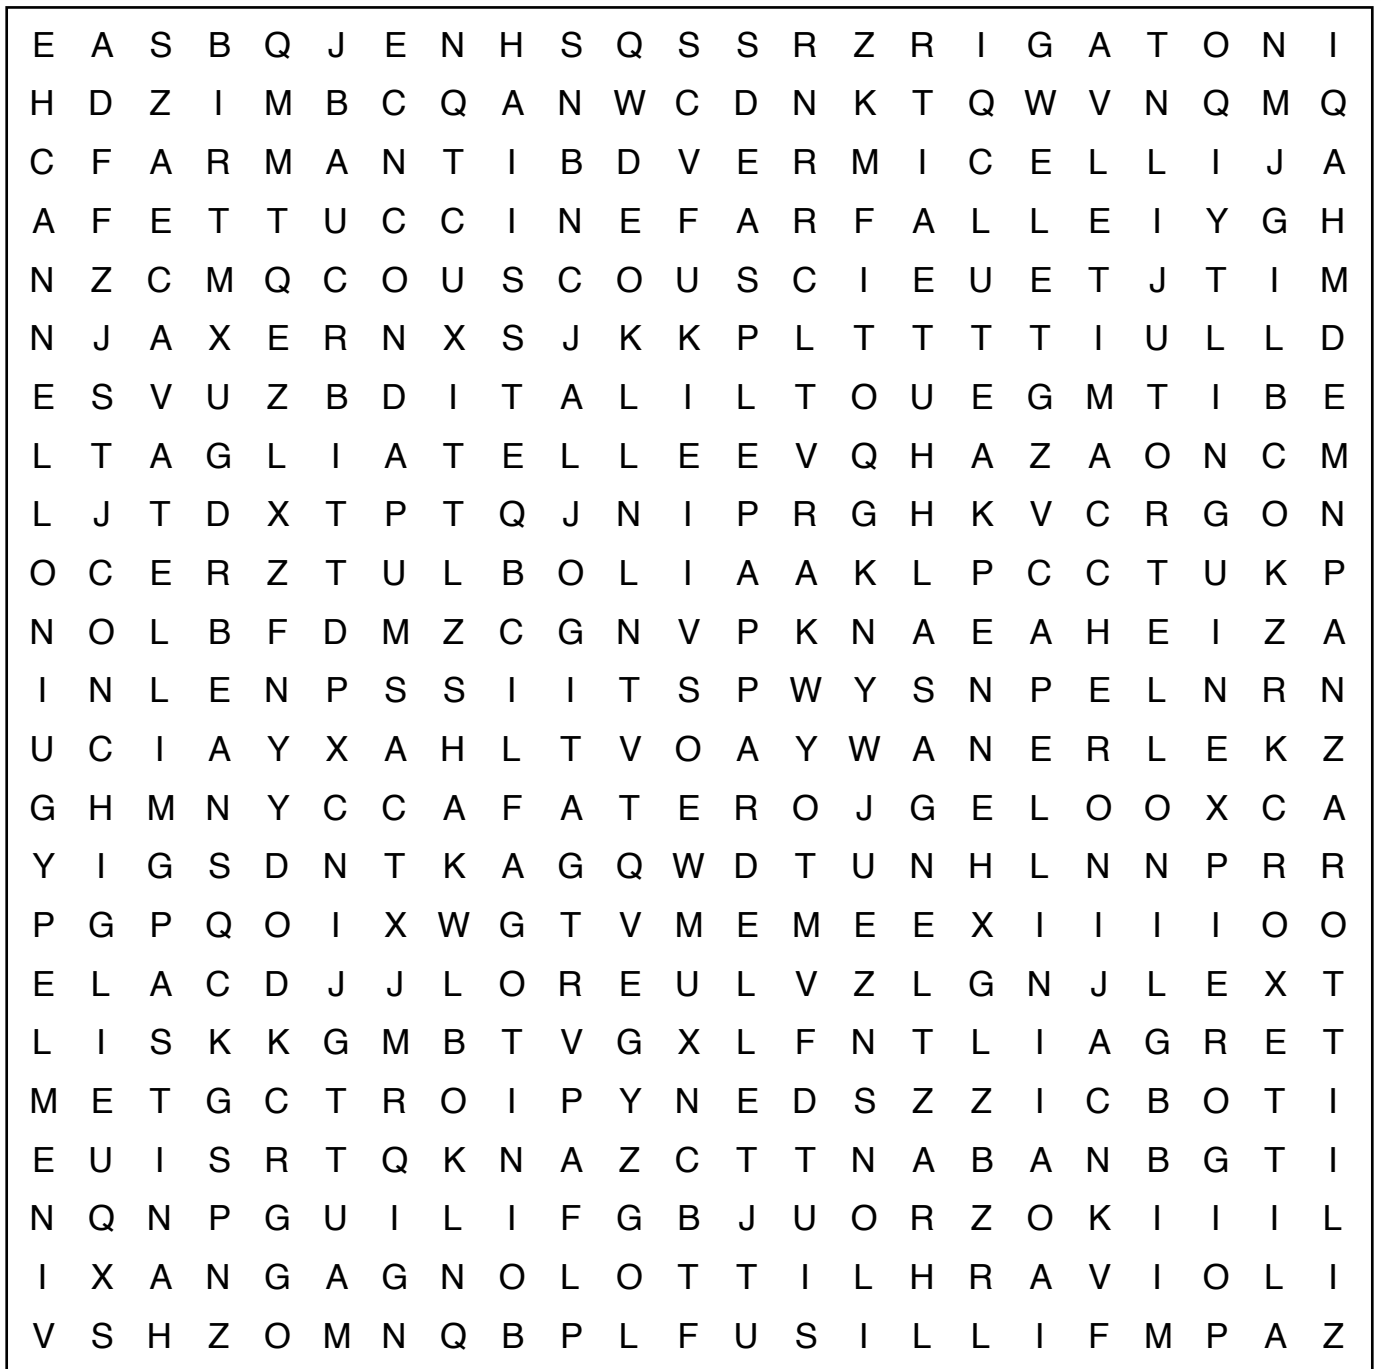 E A S B Q J E N H S Q S S R Z R I G A T O N I
H D Z I M B C Q A N W C D N K T Q W V N Q M Q
C F A R M A N T I B D V E R M I C E L L I J A
A F E T T U C C I N E F A R F A L L E I Y G H
N Z C M Q C O U S C O U S C I E U E T J T I M
N J A X E R N X S J K K P L T T T T I U L L D
E S V U Z B D I T A L I L T O U E G M T I B E
L T A G L I A T E L L E E V Q H A Z A O N C M
L J T D X T P T Q J N I P R G H K V C R G O N
O C E R Z T U L B O L I A A K L P C C T U K P
N O L B F D M Z C G N V P K N A E A H E I Z A
I N L E N P S S I I T S P W Y S N P E L N R N
U C I A Y X A H L T V O A Y W A N E R L E K Z
G H M N Y C C A F A T E R O J G E L O O X C A
Y I G S D N T K A G Q W D T U N H L N N P R R
P G P Q O I X W G T V M E M E E X I I I I O O
E L A C D J J L O R E U L V Z L G N J L E X T
L I S K K G M B T V G X L F N T L I A G R E T
M E T G C T R O I P Y N E D S Z Z I C B O T I
E U I S R T Q K N A Z C T T N A B A N B G T I
N Q N P G U I L I F G B J U O R Z O K I I I L
I X A N G A G N O L O T T I L H R A V I O L I
V S H Z O M N Q B P L F U S I L L I F M P A Z